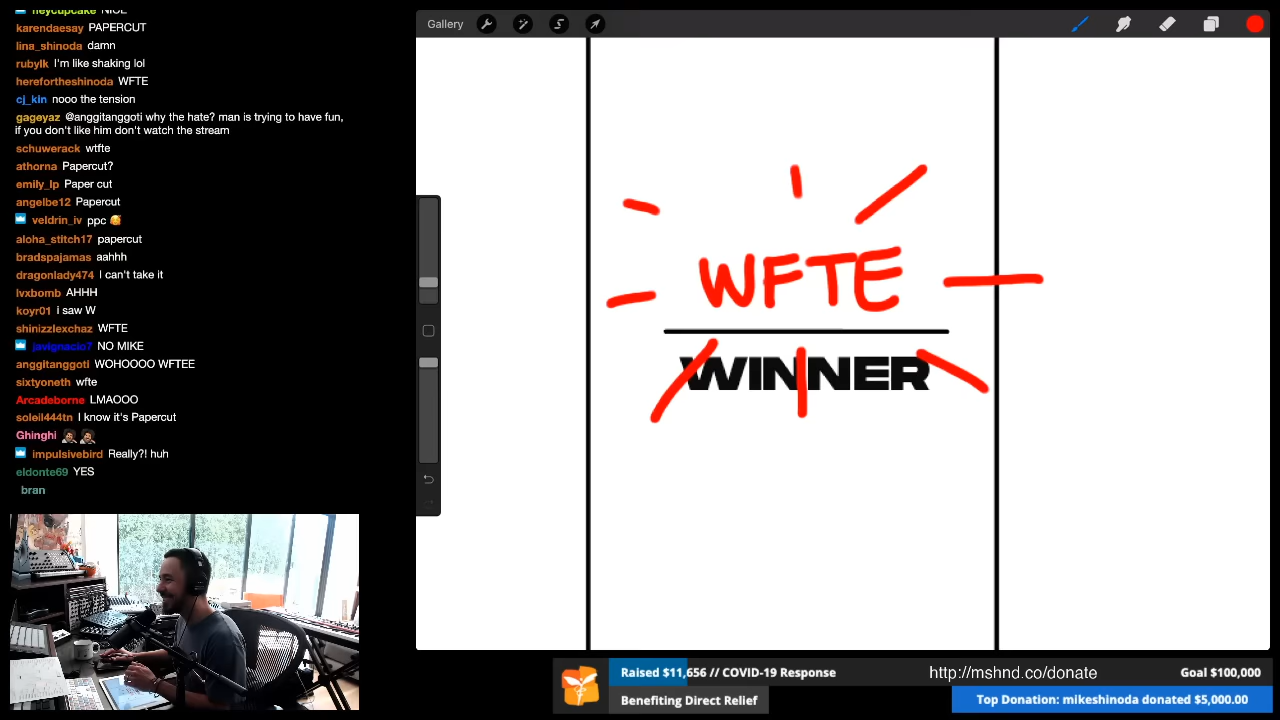 heycupcake NICE
karendaesay PAPERCUT
lina_shinoda damn
rubylk I'm like shaking lol
herefortheshinoda WFTE
cj_kin nooo the tension
gageyaz @anggitanggoti why the hate? man is trying to have fun,
if you don't like him don't watch the stream
schuwerack wtfte
athorna Papercut?
emily_lp Paper cut
angelbe12 Papercut
veldrin_iv ppc 🥰
aloha_stitch17 papercut
bradspajamas aahhh
dragonlady474 I can't take it
lvxbomb AHHH
koyr01 i saw W
shinizzlexchaz WFTE
javignacio7 NO MIKE
anggitanggoti WOHOOOO WFTEE
sixtyoneth wfte
Arcadeborne LMAOOO
soleil444tn I know it's Papercut
Ghinghi
impulsivebird Really?! huh
eldonte69 YES
bran
Gallery
WFTE
WINNER
Raised $11,656 // COVID-19 Response
http://mshnd.co/donate
Goal $100,000
Benefiting Direct Relief
Top Donation: mikeshinoda donated $5,000.00